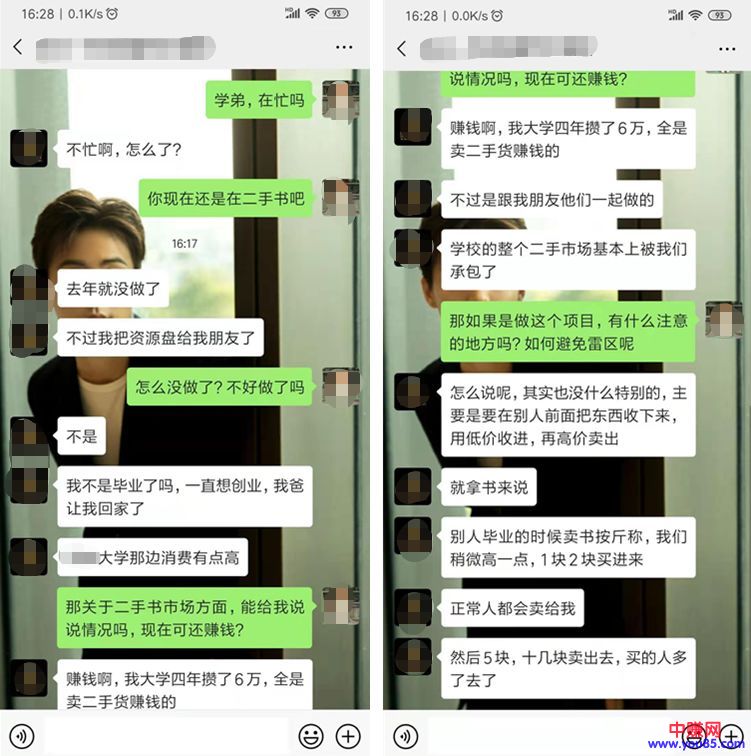 16:28 | 0.1K/s
HD
93
学弟，在忙吗
不忙啊，怎么了？
你现在还是在二手书吧
16:17
去年就没做了
不过我把资源盘给我朋友了
怎么没做了？不好做了吗
不是
我不是毕业了吗，一直想创业，我爸
让我回家了
大学那边消费有点高
那关于二手书市场方面，能给我说
说情况吗，现在可还赚钱？
赚钱啊，我大学四年攒了6万，全是
卖二手货赚钱的
16:28 | 0.0K/s
HD
93
说情况吗，现在可还赚钱？
赚钱啊，我大学四年攒了6万，全是
卖二手货赚钱的
不过是跟我朋友他们一起做的
学校的整个二手市场基本上被我们
承包了
那如果是做这个项目，有什么注意
的地方吗？如何避免雷区呢
怎么说呢，其实也没什么特别的，主
要是要在别人前面把东西收下来，
用低价收进，再高价卖出
就拿书来说
别人毕业的时候卖书按斤称，我们
稍微高一点，1块2块买进来
正常人都会卖给我
然后5块，十几块卖出去，买的人多
了去了
中赚网